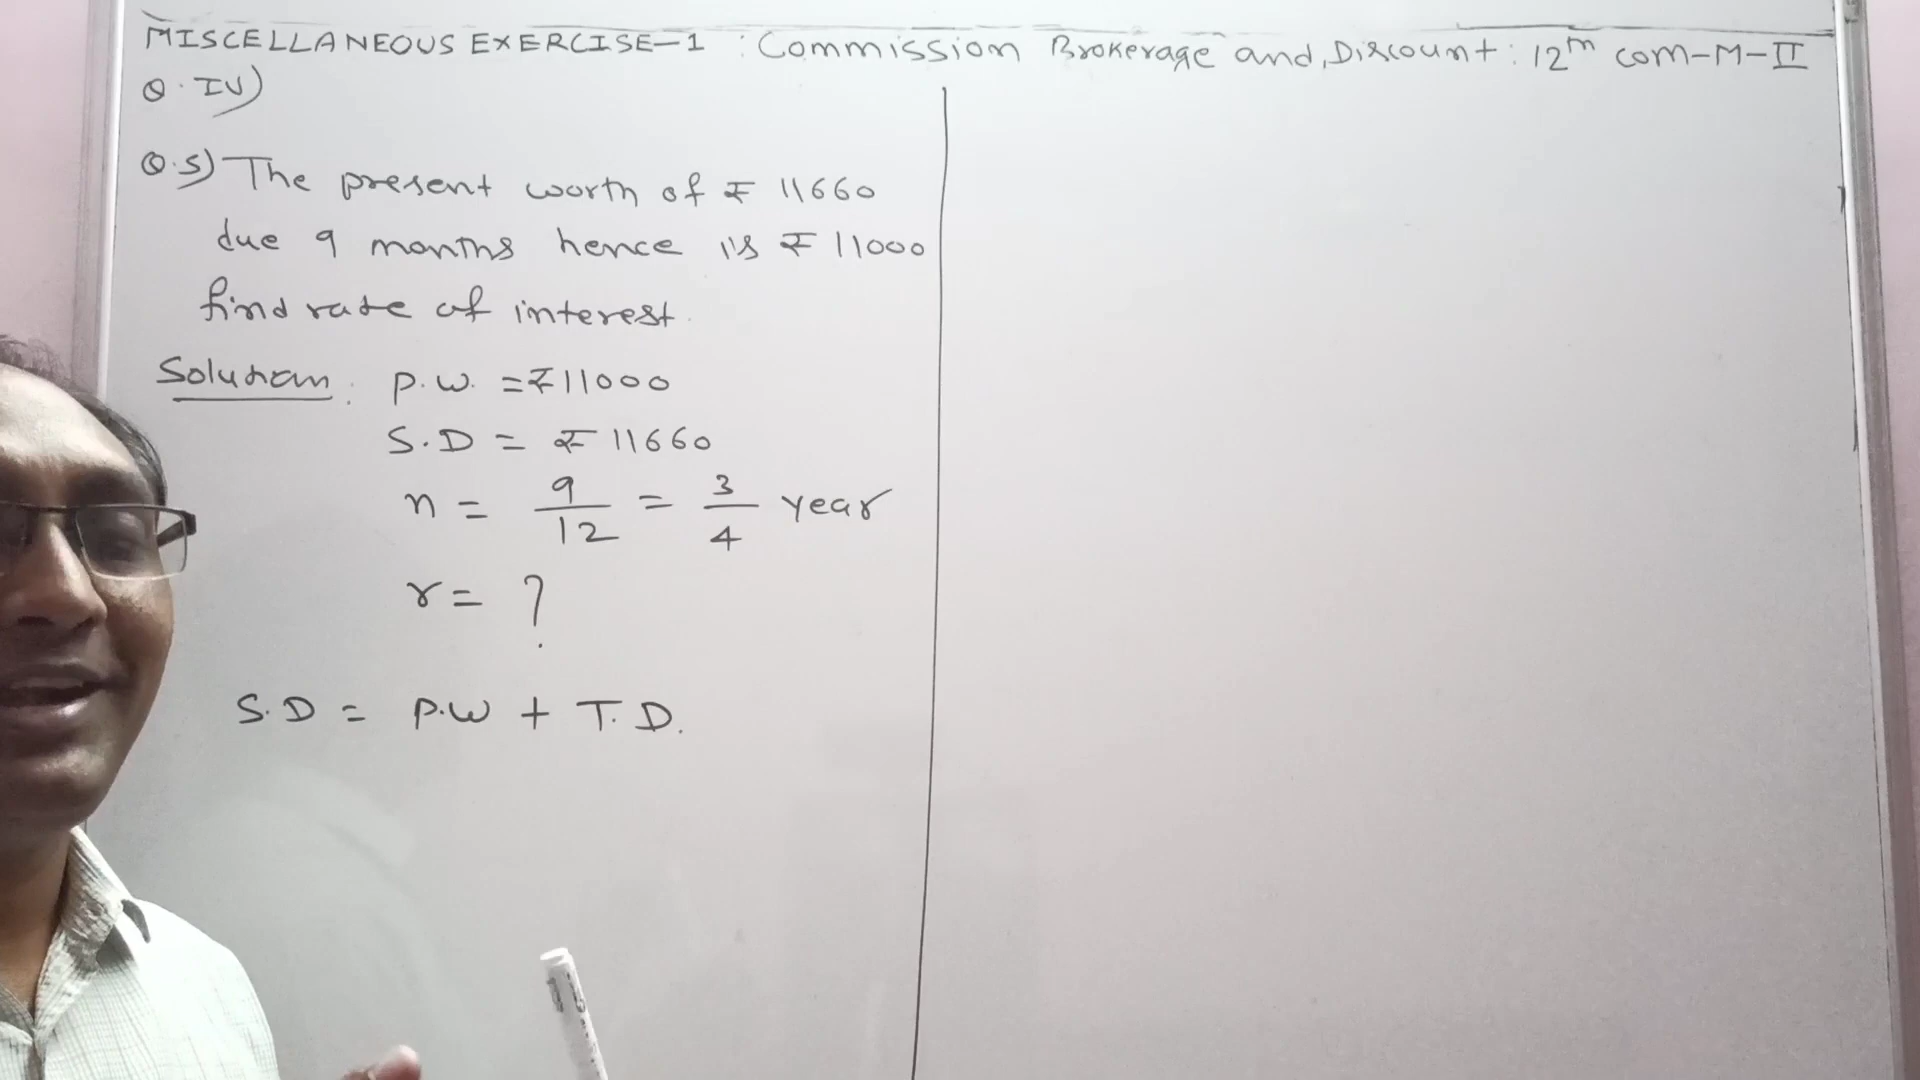 MISCELLANEOUS EXERCISE-1 : Commission Brokerage and Discount : 12th com-M-II
Q. IV)
Q.5) The present worth of ₹ 11660
due 9 months hence is ₹ 11000
find rate of interest.
Solution : P.W. = ₹11000
S.D = ₹ 11660
n = 9/12 = 3/4 year
r = ?
S.D = P.W + T.D.